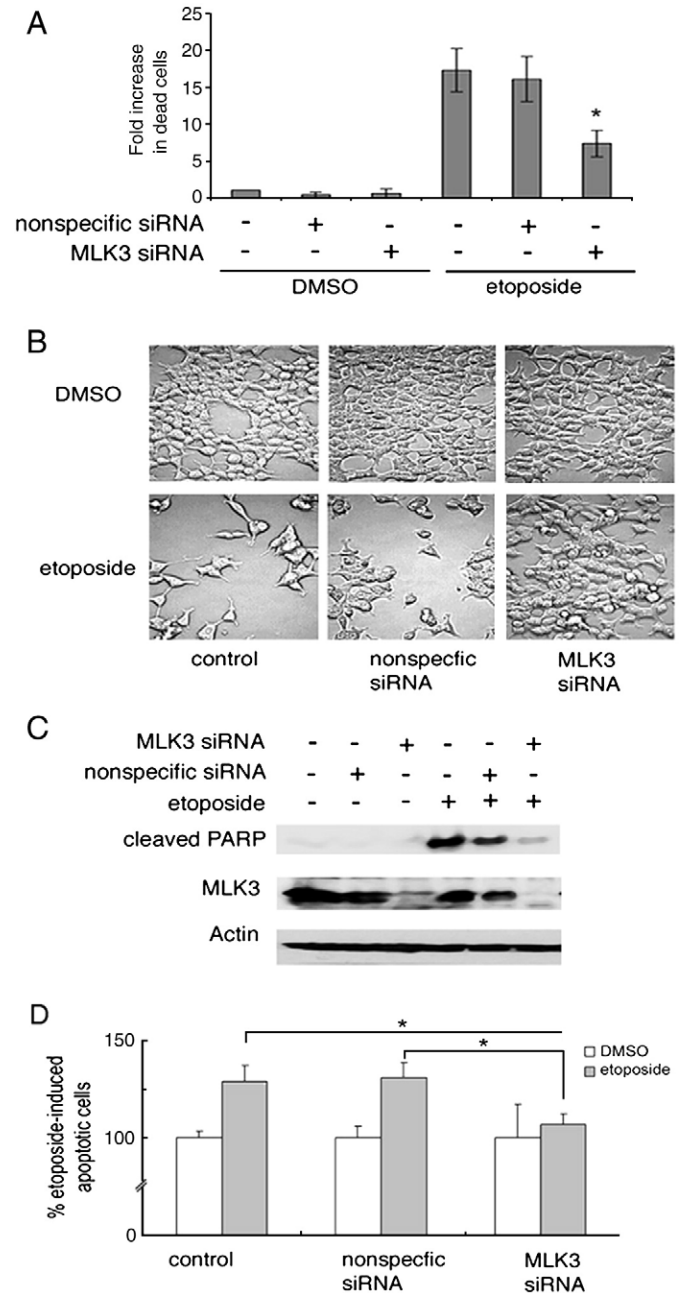 A
Fold increase
in dead cells
25
20
15
10
5
0
*
nonspecific siRNA - + - - + -
MLK3 siRNA - - + - - +
DMSO etoposide
B
DMSO
etoposide
control nonspecfic siRNA MLK3 siRNA
C
MLK3 siRNA - - + - - +
nonspecific siRNA - + - - + -
etoposide - - - + + +
cleaved PARP
MLK3
Actin
D
% etoposide-induced
apoptotic cells
150
100
0
*
*
DMSO
etoposide
control nonspecfic siRNA MLK3 siRNA